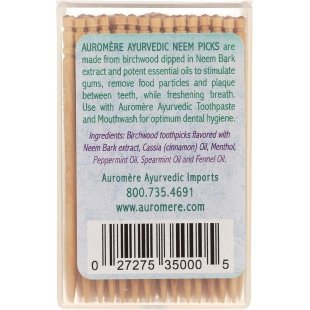 AUROMÈRE AYURVEDIC NEEM PICKS are
made from birchwood dipped in Neem Bark
extract and potent essential oils to stimulate
gums, remove food particles and plaque
between teeth, while freshening breath.
Use with Auromère Ayurvedic Toothpaste
and Mouthwash for optimum dental hygiene.
Ingredients: Birchwood toothpicks flavored with
Neem Bark extract, Cassia (cinnamon) Oil, Menthol,
Peppermint Oil, Spearmint Oil and Fennel Oil.
Auromère Ayurvedic Imports
800.735.4691
www.auromere.com
0 27275 35000 5